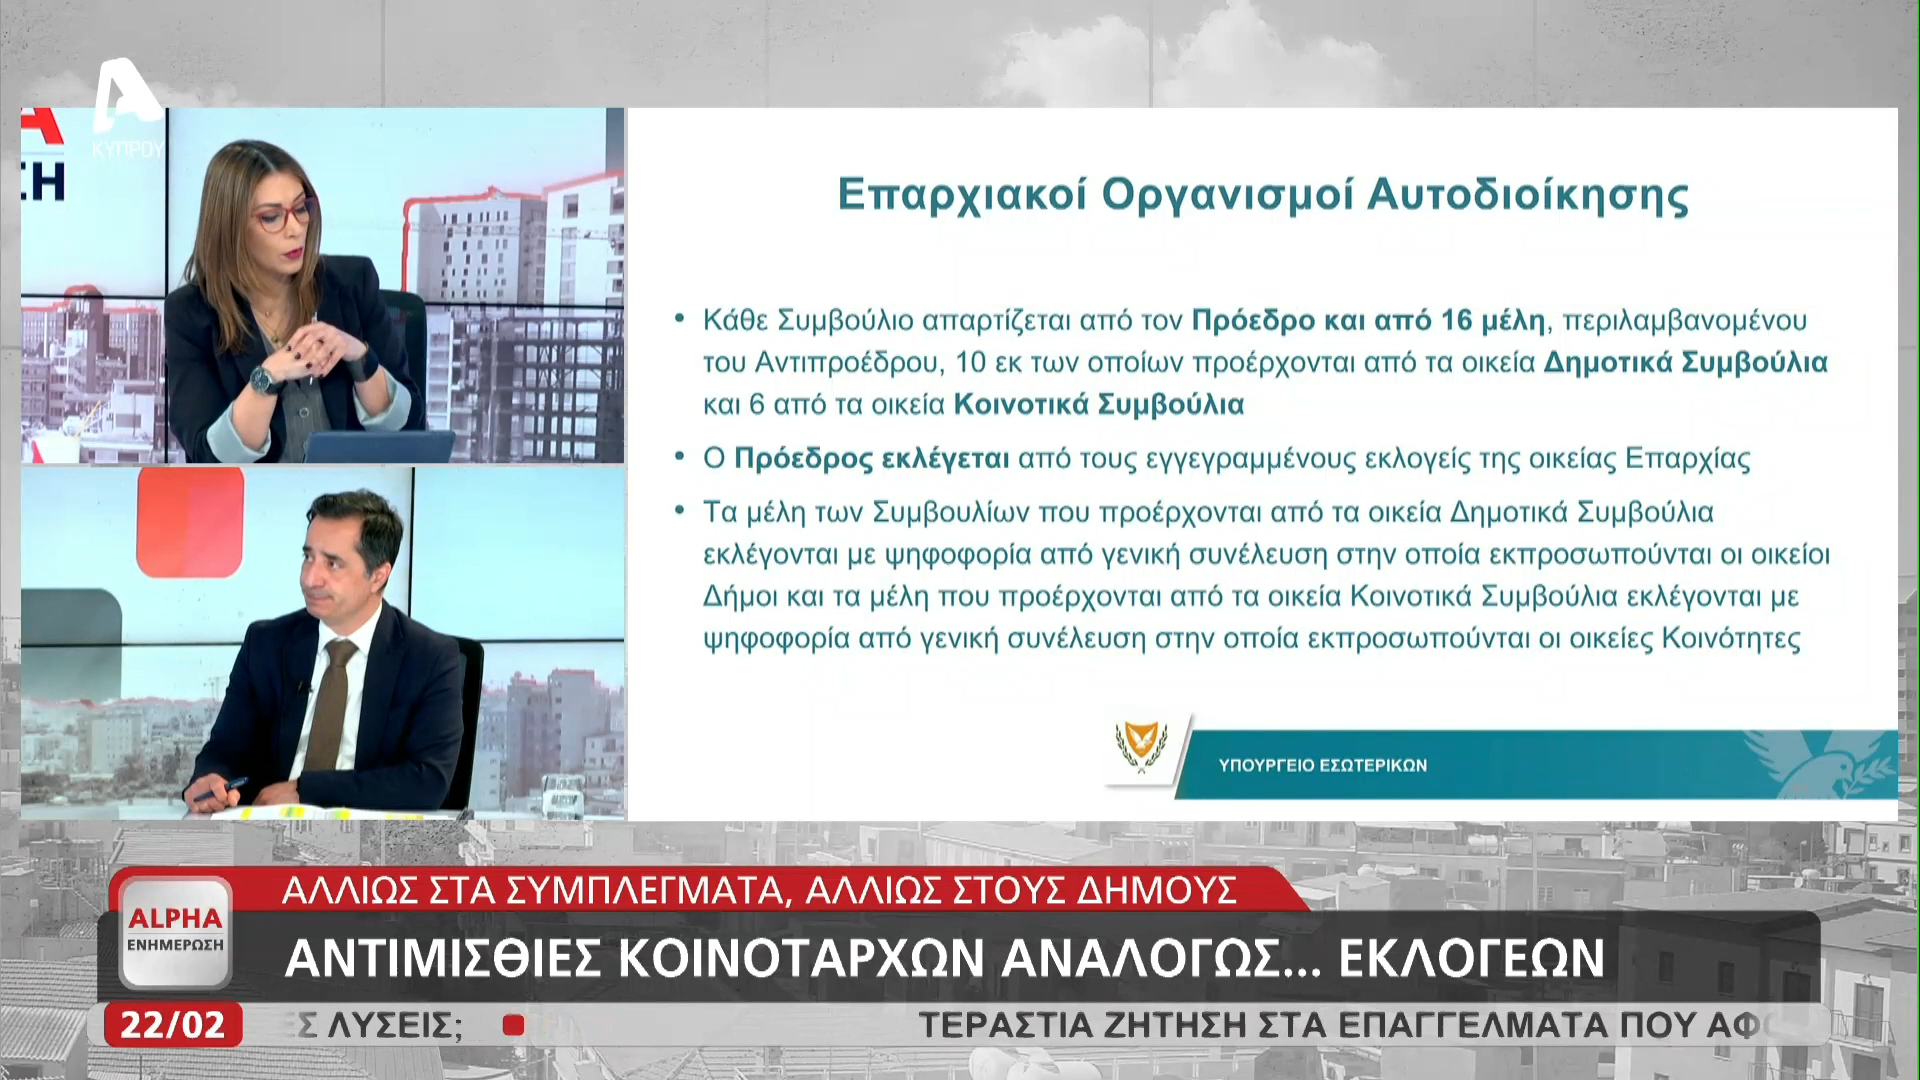 ΚΥΠΡΟΥ
Επαρχιακοί Οργανισμοί Αυτοδιοίκησης
• Κάθε Συμβούλιο απαρτίζεται από τον Πρόεδρο και από 16 μέλη, περιλαμβανομένου
του Αντιπροέδρου, 10 εκ των οποίων προέρχονται από τα οικεία Δημοτικά Συμβούλια
και 6 από τα οικεία Κοινοτικά Συμβούλια
• Ο Πρόεδρος εκλέγεται από τους εγγεγραμμένους εκλογείς της οικείας Επαρχίας
• Τα μέλη των Συμβουλίων που προέρχονται από τα οικεία Δημοτικά Συμβούλια
εκλέγονται με ψηφοφορία από γενική συνέλευση στην οποία εκπροσωπούνται οι οικείοι
Δήμοι και τα μέλη που προέρχονται από τα οικεία Κοινοτικά Συμβούλια εκλέγονται με
ψηφοφορία από γενική συνέλευση στην οποία εκπροσωπούνται οι οικείες Κοινότητες
ΥΠΟΥΡΓΕΙΟ ΕΣΩΤΕΡΙΚΩΝ
ΑΛΛΙΩΣ ΣΤΑ ΣΥΜΠΛΕΓΜΑΤΑ, ΑΛΛΙΩΣ ΣΤΟΥΣ ΔΗΜΟΥΣ
ALPHA
ΕΝΗΜΕΡΩΣΗ
ΑΝΤΙΜΙΣΘΙΕΣ ΚΟΙΝΟΤΑΡΧΩΝ ΑΝΑΛΟΓΩΣ... ΕΚΛΟΓΕΩΝ
22/02
ΕΣ ΛΥΣΕΙΣ;
ΤΕΡΑΣΤΙΑ ΖΗΤΗΣΗ ΣΤΑ ΕΠΑΓΓΕΛΜΑΤΑ ΠΟΥ ΑΦ